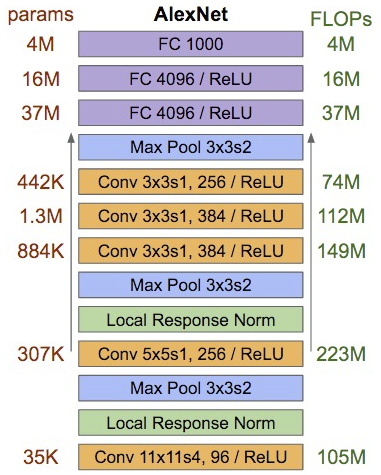 params AlexNet FLOPs
4M FC 1000 4M
16M FC 4096 / ReLU 16M
37M FC 4096 / ReLU 37M
Max Pool 3x3s2
442K Conv 3x3s1, 256 / ReLU 74M
1.3M Conv 3x3s1, 384 / ReLU 112M
884K Conv 3x3s1, 384 / ReLU 149M
Max Pool 3x3s2
Local Response Norm
307K Conv 5x5s1, 256 / ReLU 223M
Max Pool 3x3s2
Local Response Norm
35K Conv 11x11s4, 96 / ReLU 105M